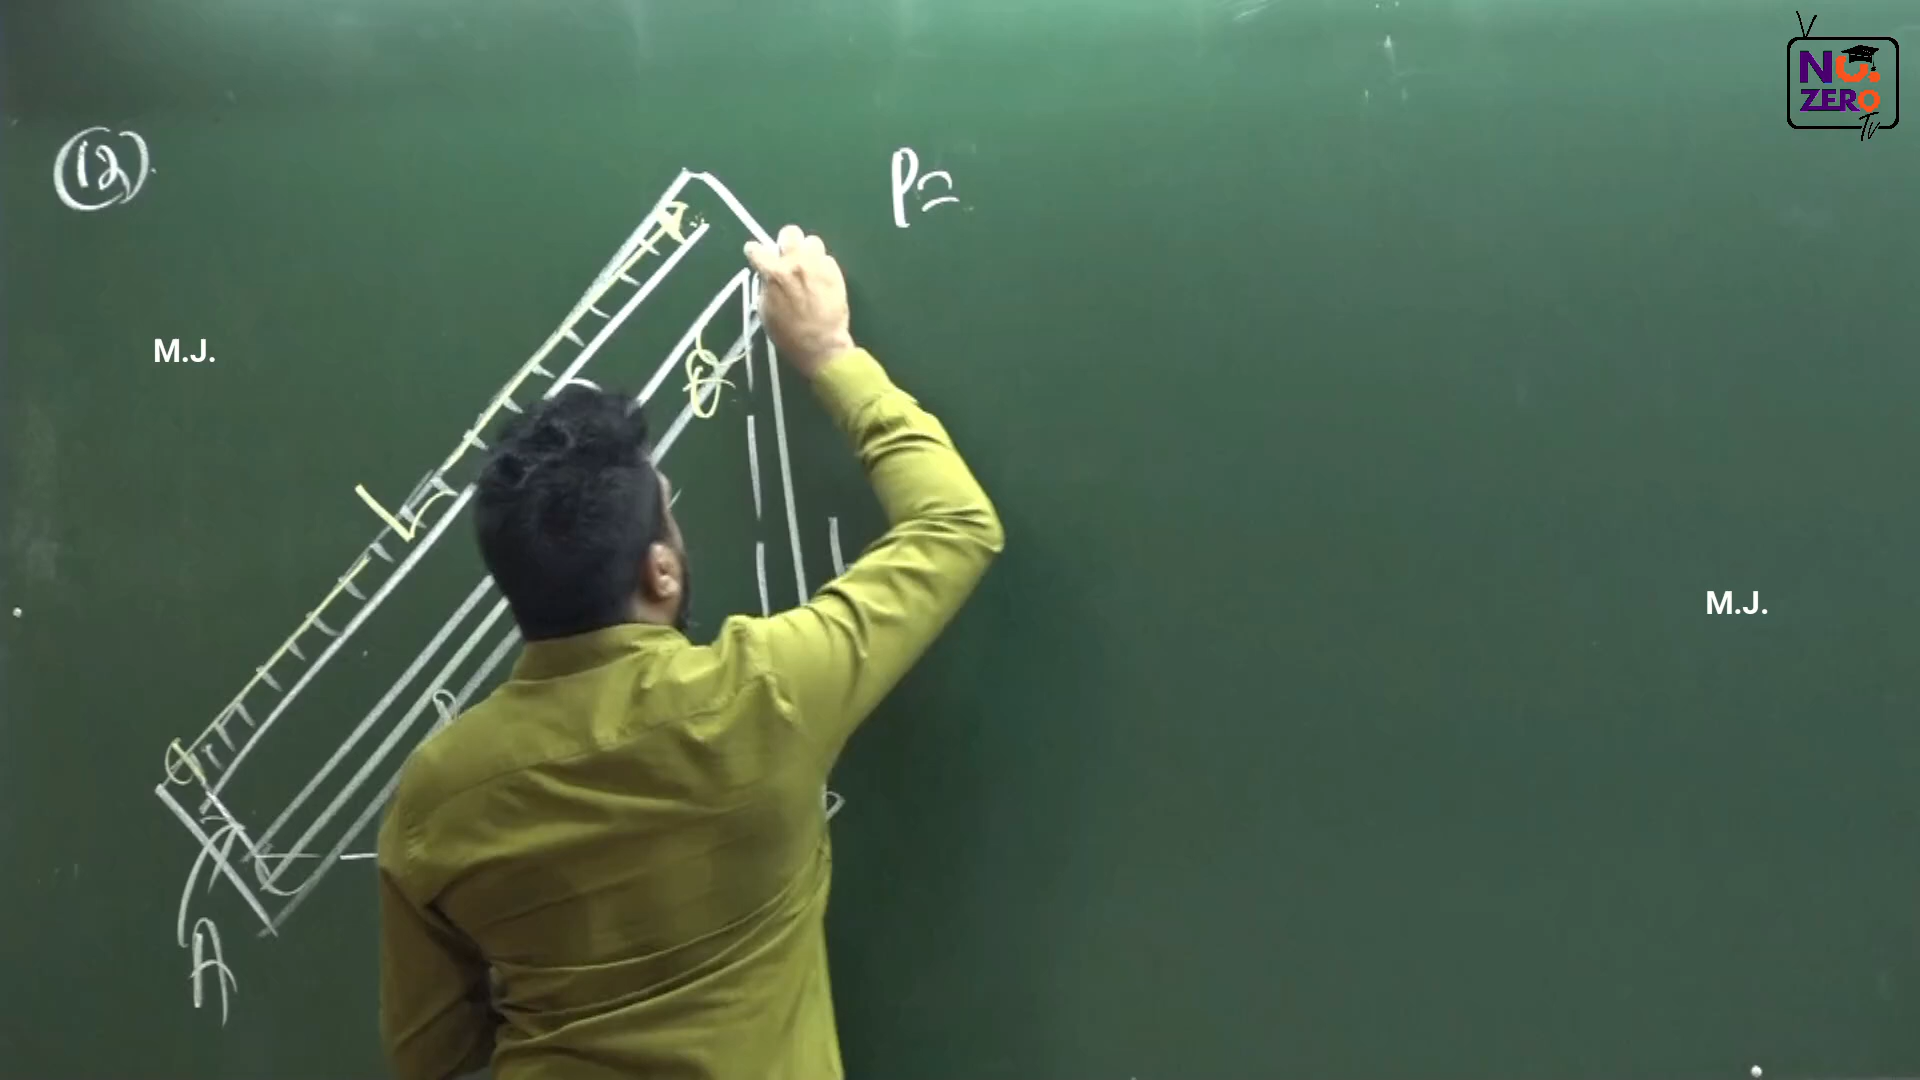 NO.
ZERO
TV
(12).
P=
M.J.
θ
L
M.J.
A